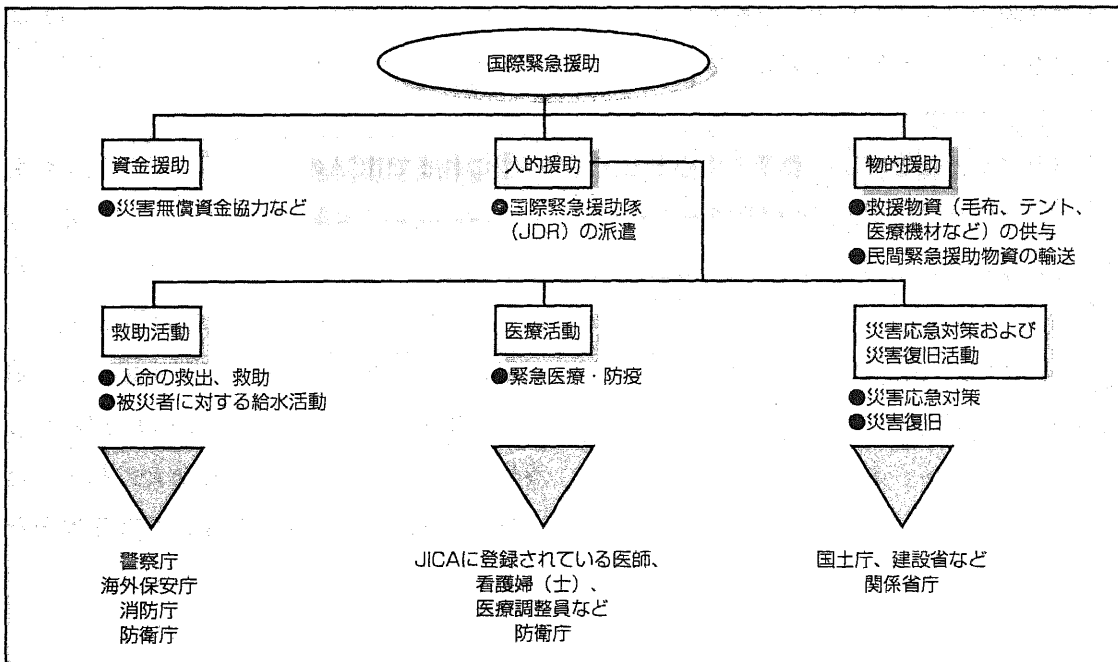 国際緊急援助
資金援助
●災害無償資金協力など
人的援助
●国際緊急援助隊
（JDR）の派遣
物的援助
●救援物資（毛布、テント、
医療機材など）の供与
●民間緊急援助物資の輸送
救助活動
●人命の救出、救助
●被災者に対する給水活動
医療活動
●緊急医療・防疫
災害応急対策および
災害復旧活動
●災害応急対策
●災害復旧
警察庁
海外保安庁
消防庁
防衛庁
JICAに登録されている医師、
看護婦（士）、
医療調整員など
防衛庁
国土庁、建設省など
関係省庁